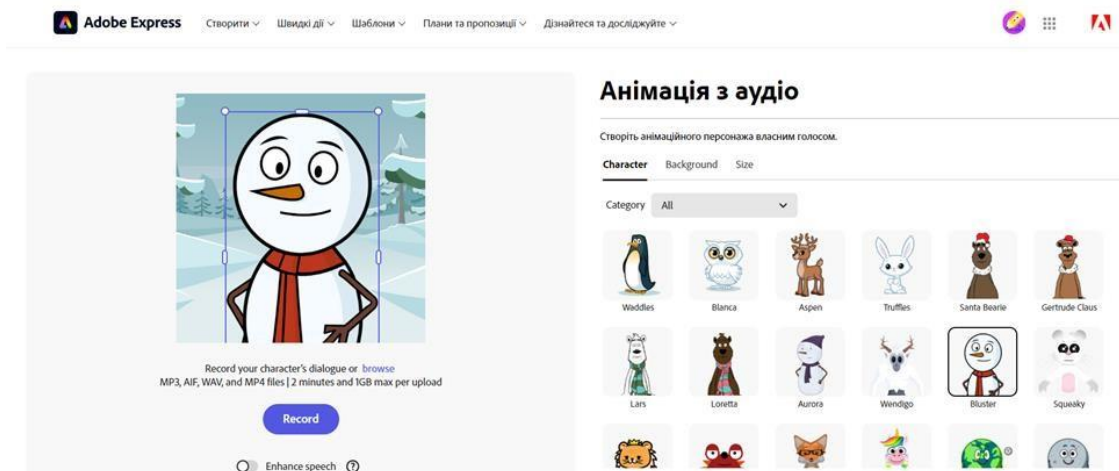 Adobe Express
Створити
Швидкі дії
Шаблони
Плани та пропозиції
Дізнайтеся та досліджуйте
Анімація з аудіо
Створіть анімаційного персонажа власним голосом.
Character Background Size
Category All
Waddles Blanca Aspen Truffles Santa Bearie Gertrude Claus
Lars Loretta Aurora Wendigo Bluster Squeaky
Record your character's dialogue or browse
MP3, AIF, WAV, and MP4 files | 2 minutes and 1GB max per upload
Record
Enhance speech ?